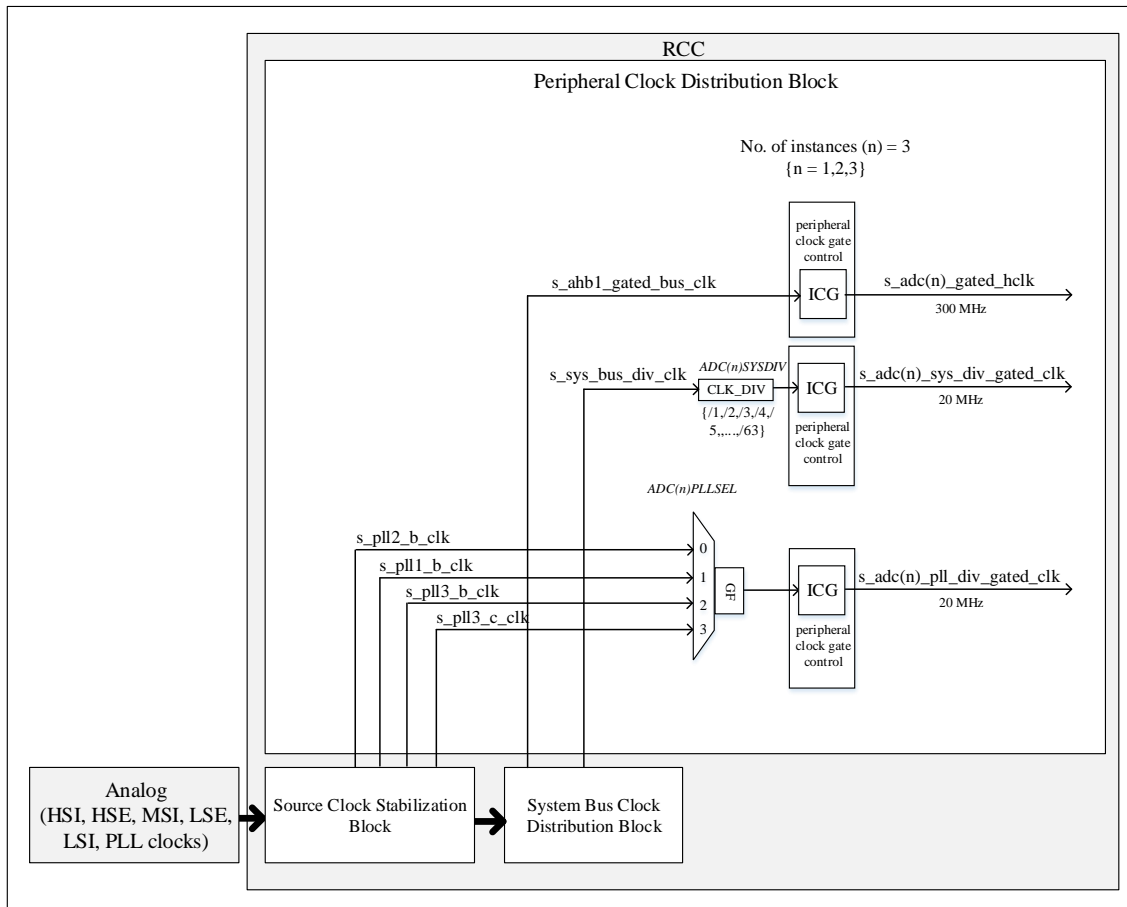 RCC
Peripheral Clock Distribution Block
No. of instances (n) = 3
{n = 1,2,3}
peripheral
clock gate
control
s_ahb1_gated_bus_clk
ICG
s_adc(n)_gated_hclk
300 MHz
ADC(n)SYSDIV
s_sys_bus_div_clk
CLK_DIV
{/1,/2,/3,/4,/
5,,...,/63}
ICG
s_adc(n)_sys_div_gated_clk
20 MHz
peripheral
clock gate
control
ADC(n)PLLSEL
s_pll2_b_clk
0
s_pll1_b_clk
1
s_pll3_b_clk
2
s_pll3_c_clk
3
GF
ICG
s_adc(n)_pll_div_gated_clk
20 MHz
peripheral
clock gate
control
Analog
(HSI, HSE, MSI, LSE,
LSI, PLL clocks)
Source Clock Stabilization
Block
System Bus Clock
Distribution Block